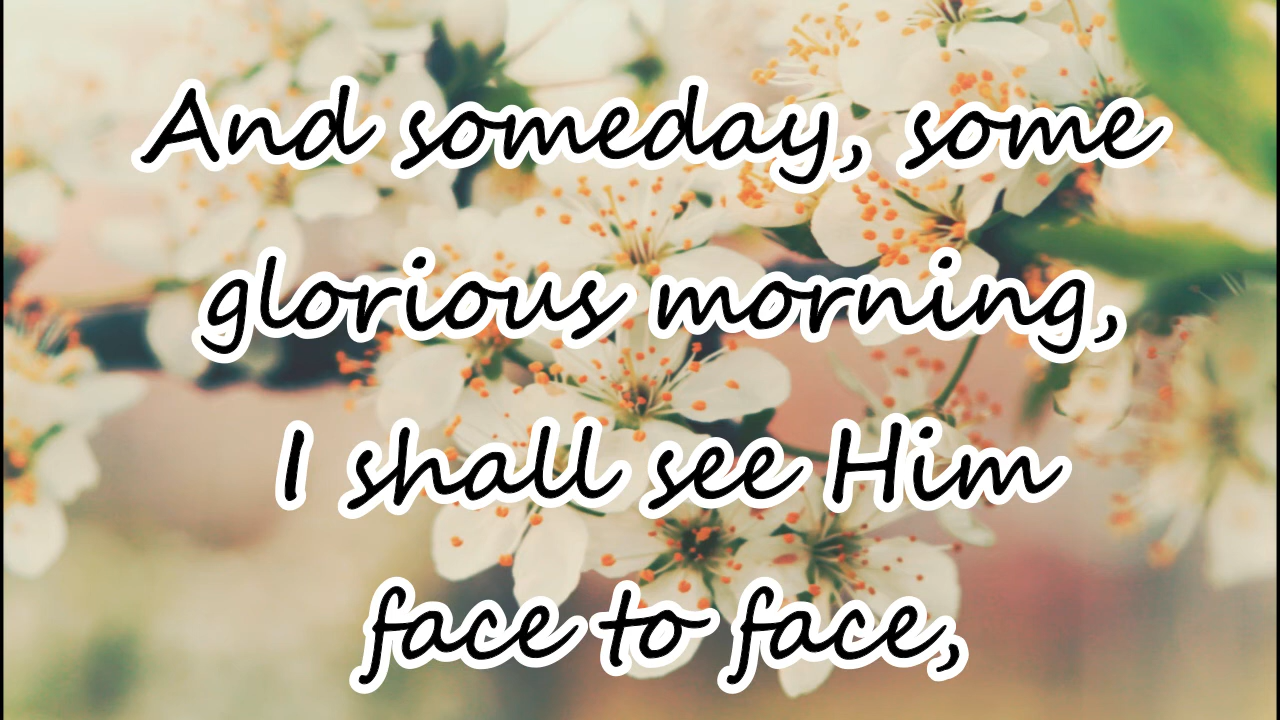 And someday, some
glorious morning,
I shall see Him
face to face,